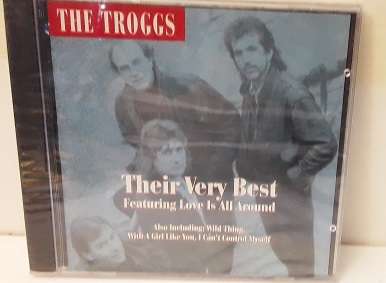 THE TROGGS
Their Very Best
Featuring Love Is All Around
Also Including: Wild Thing,
With A Girl Like You, I Can't Control Myself